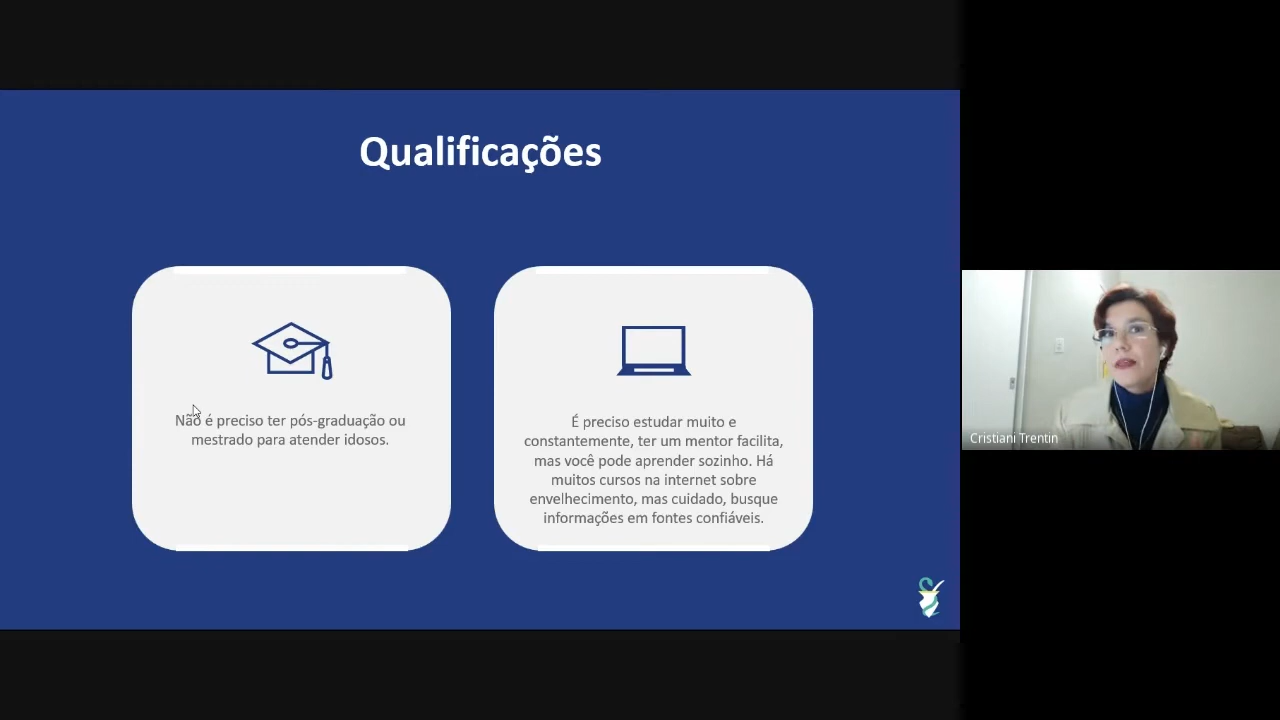 Qualificações
Não é preciso ter pós-graduação ou
mestrado para atender idosos.
É preciso estudar muito e
constantemente, ter um mentor facilita,
mas você pode aprender sozinho. Há
muitos cursos na internet sobre
envelhecimento, mas cuidado, busque
informações em fontes confiáveis.
Cristiani Trentin